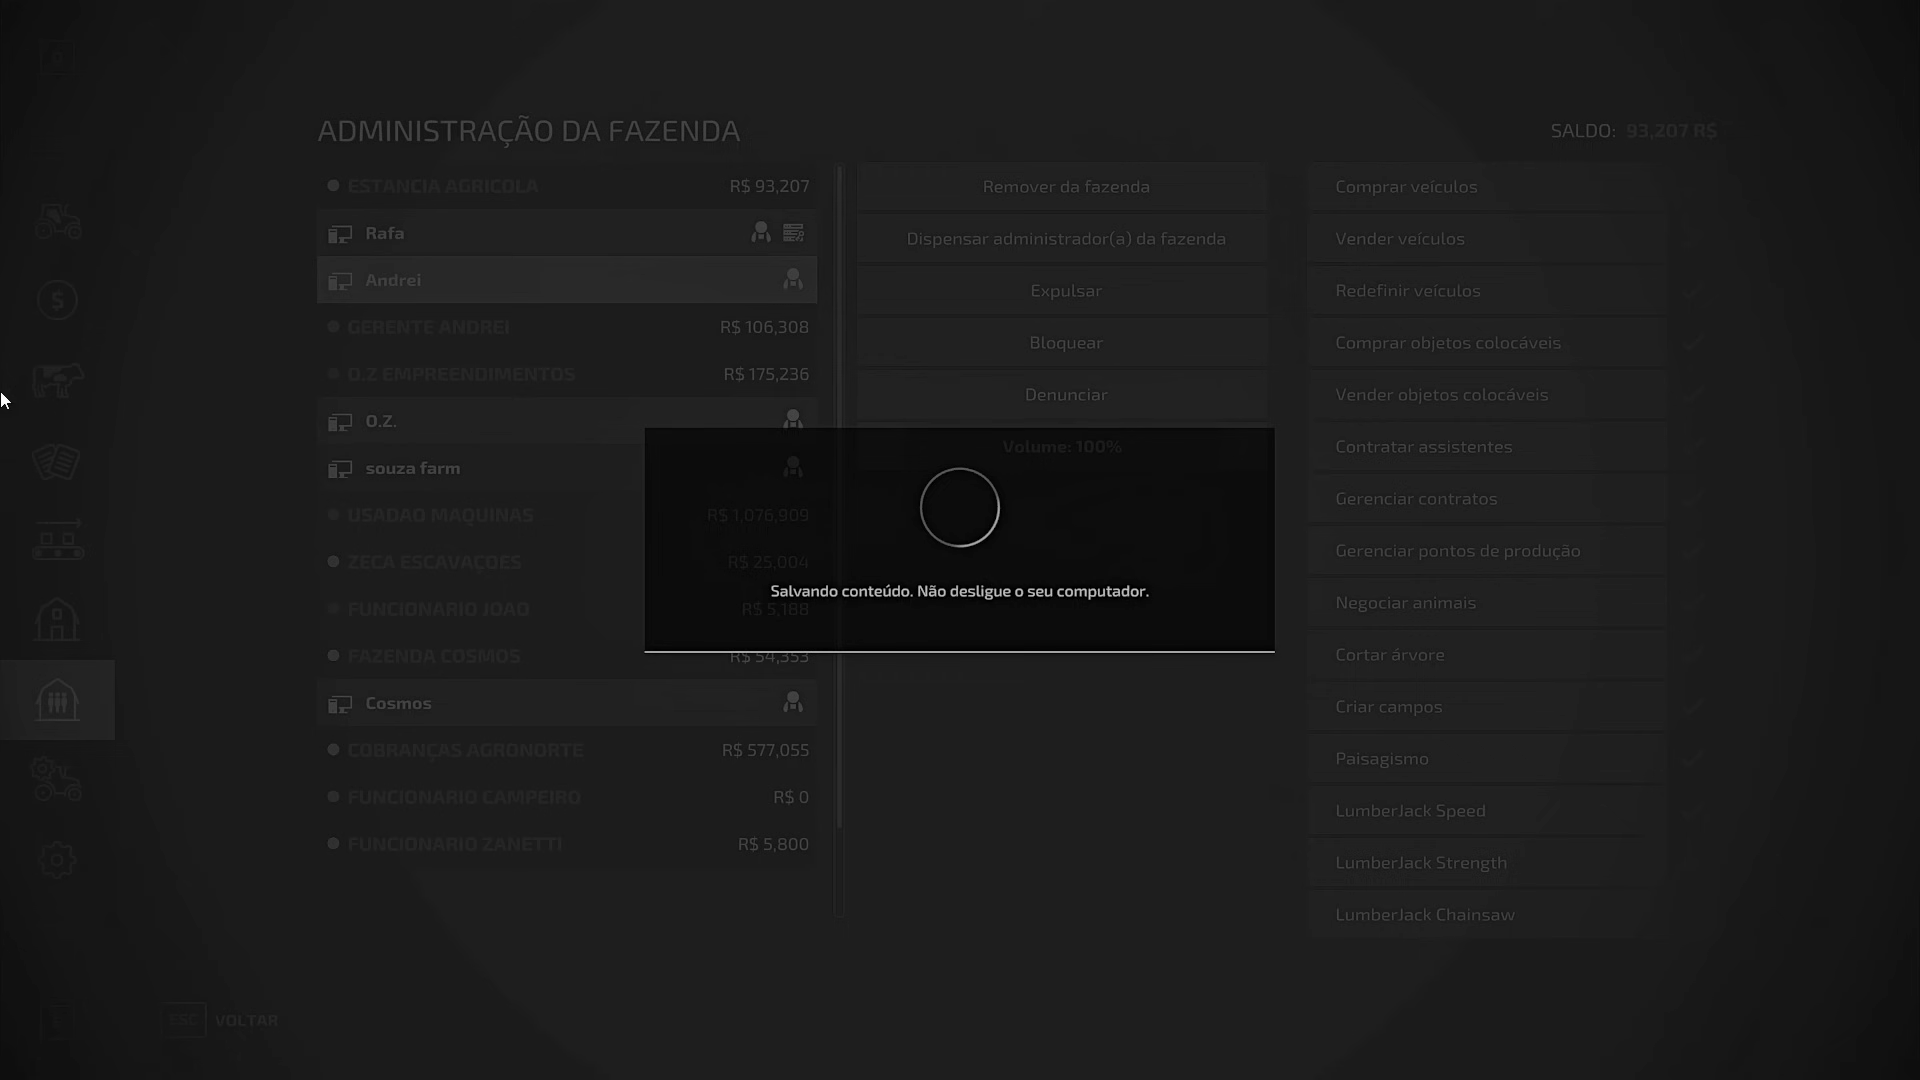 ADMINISTRAÇÃO DA FAZENDA
SALDO: 93,207 R$
ESTANCIA AGRICOLA R$ 93,207
Rafa
Andrei
GERENTE ANDREI R$ 106,308
O.Z EMPREENDIMENTOS R$ 175,236
O.Z.
souza farm
USADAO MAQUINAS R$ 1,076,909
ZECA ESCAVAÇOES R$ 25,004
FUNCIONARIO JOAO R$ 5,188
FAZENDA COSMOS R$ 54,353
Cosmos
COBRANÇAS AGRONORTE R$ 577,055
FUNCIONARIO CAMPEIRO R$ 0
FUNCIONARIO ZANETTI R$ 5,800
Remover da fazenda
Dispensar administrador(a) da fazenda
Expulsar
Bloquear
Denunciar
Volume: 100%
Salvando conteúdo. Não desligue o seu computador.
Comprar veículos
Vender veículos
Redefinir veículos
Comprar objetos colocáveis
Vender objetos colocáveis
Contratar assistentes
Gerenciar contratos
Gerenciar pontos de produção
Negociar animais
Cortar árvore
Criar campos
Paisagismo
LumberJack Speed
LumberJack Strength
LumberJack Chainsaw
ESC VOLTAR